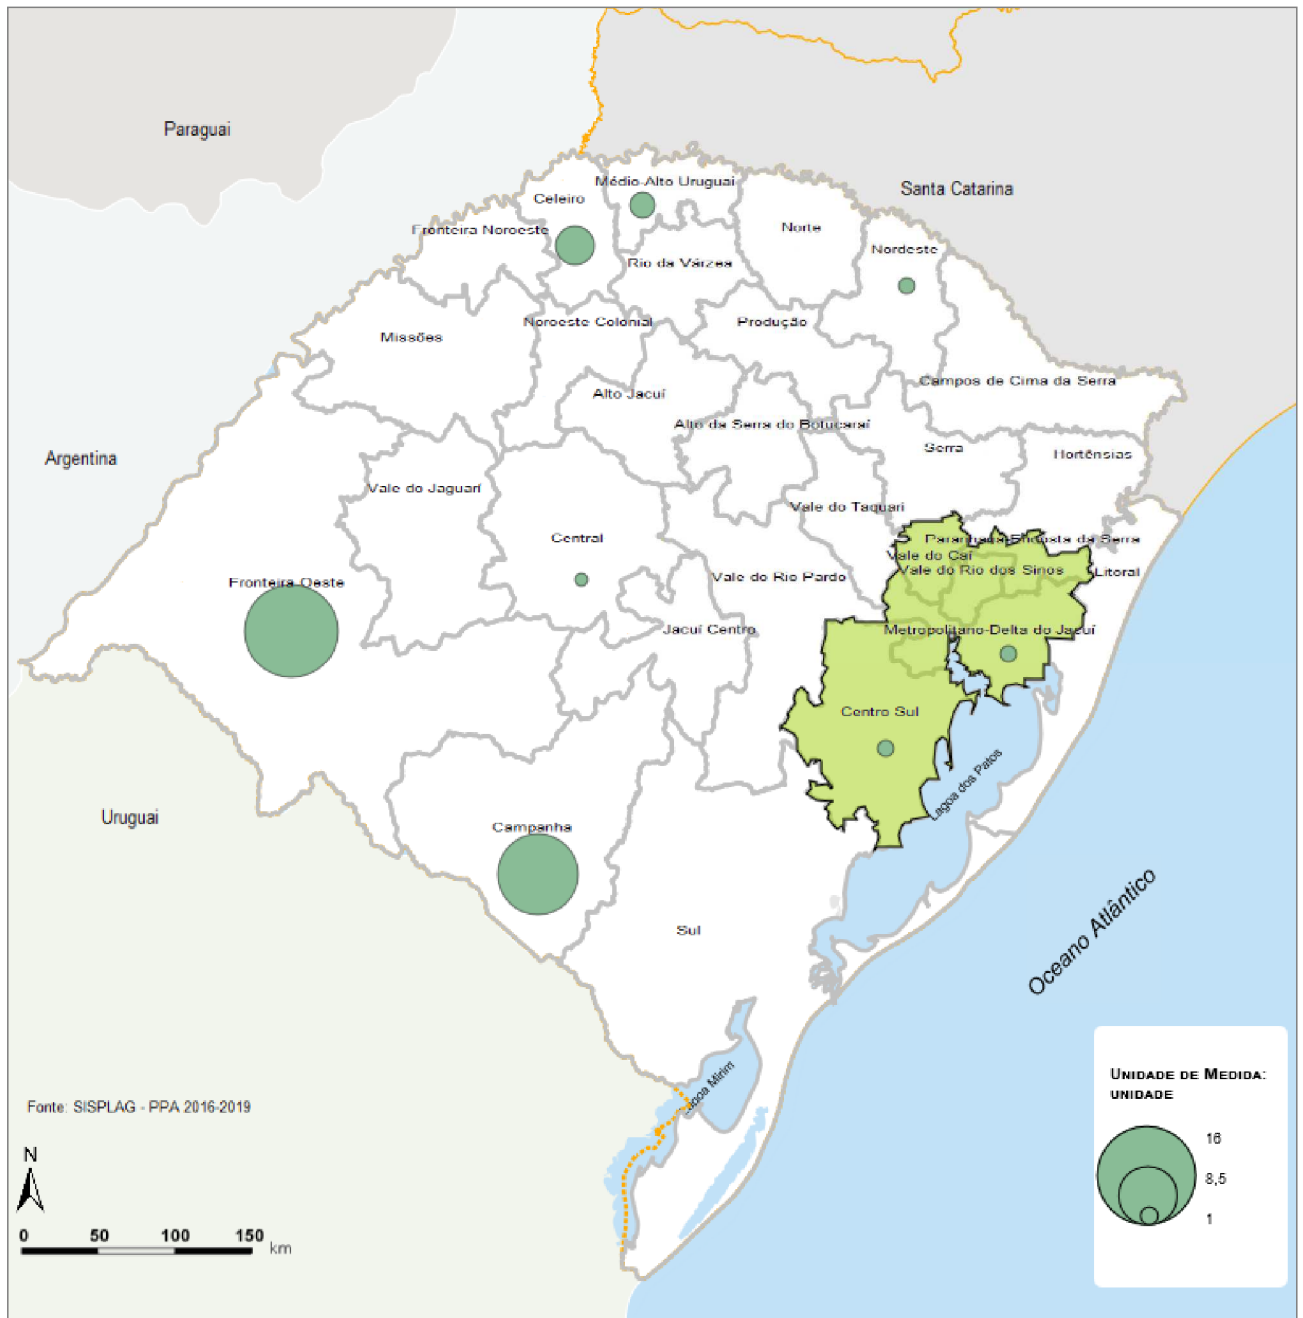 Paraguai
Santa Catarina
Médio-Alto Uruguai
Celeiro
Norte
Fronteira Noroeste
Nordeste
Rio da Várzea
Missões
Noroeste Colonial
Produção
Campos de Cima da Serra
Alto Jacuí
Alto da Serra do Botucaraí
Serra
Hortênsias
Argentina
Vale do Jaguarí
Vale do Taquari
Central
Paranhana-Encosta da Serra
Vale do Caí
Vale do Rio dos Sinos
Litoral
Fronteira Oeste
Vale do Rio Pardo
Jacuí Centro
Metropolitano-Delta do Jacuí
Centro Sul
Lagoa dos Patos
Uruguai
Campanha
Sul
Oceano Atlântico
Lagoa Mirim
Fonte: SISPLAG - PPA 2016-2019
N
0 50 100 150
km
UNIDADE DE MEDIDA:
UNIDADE
16
8,5
1